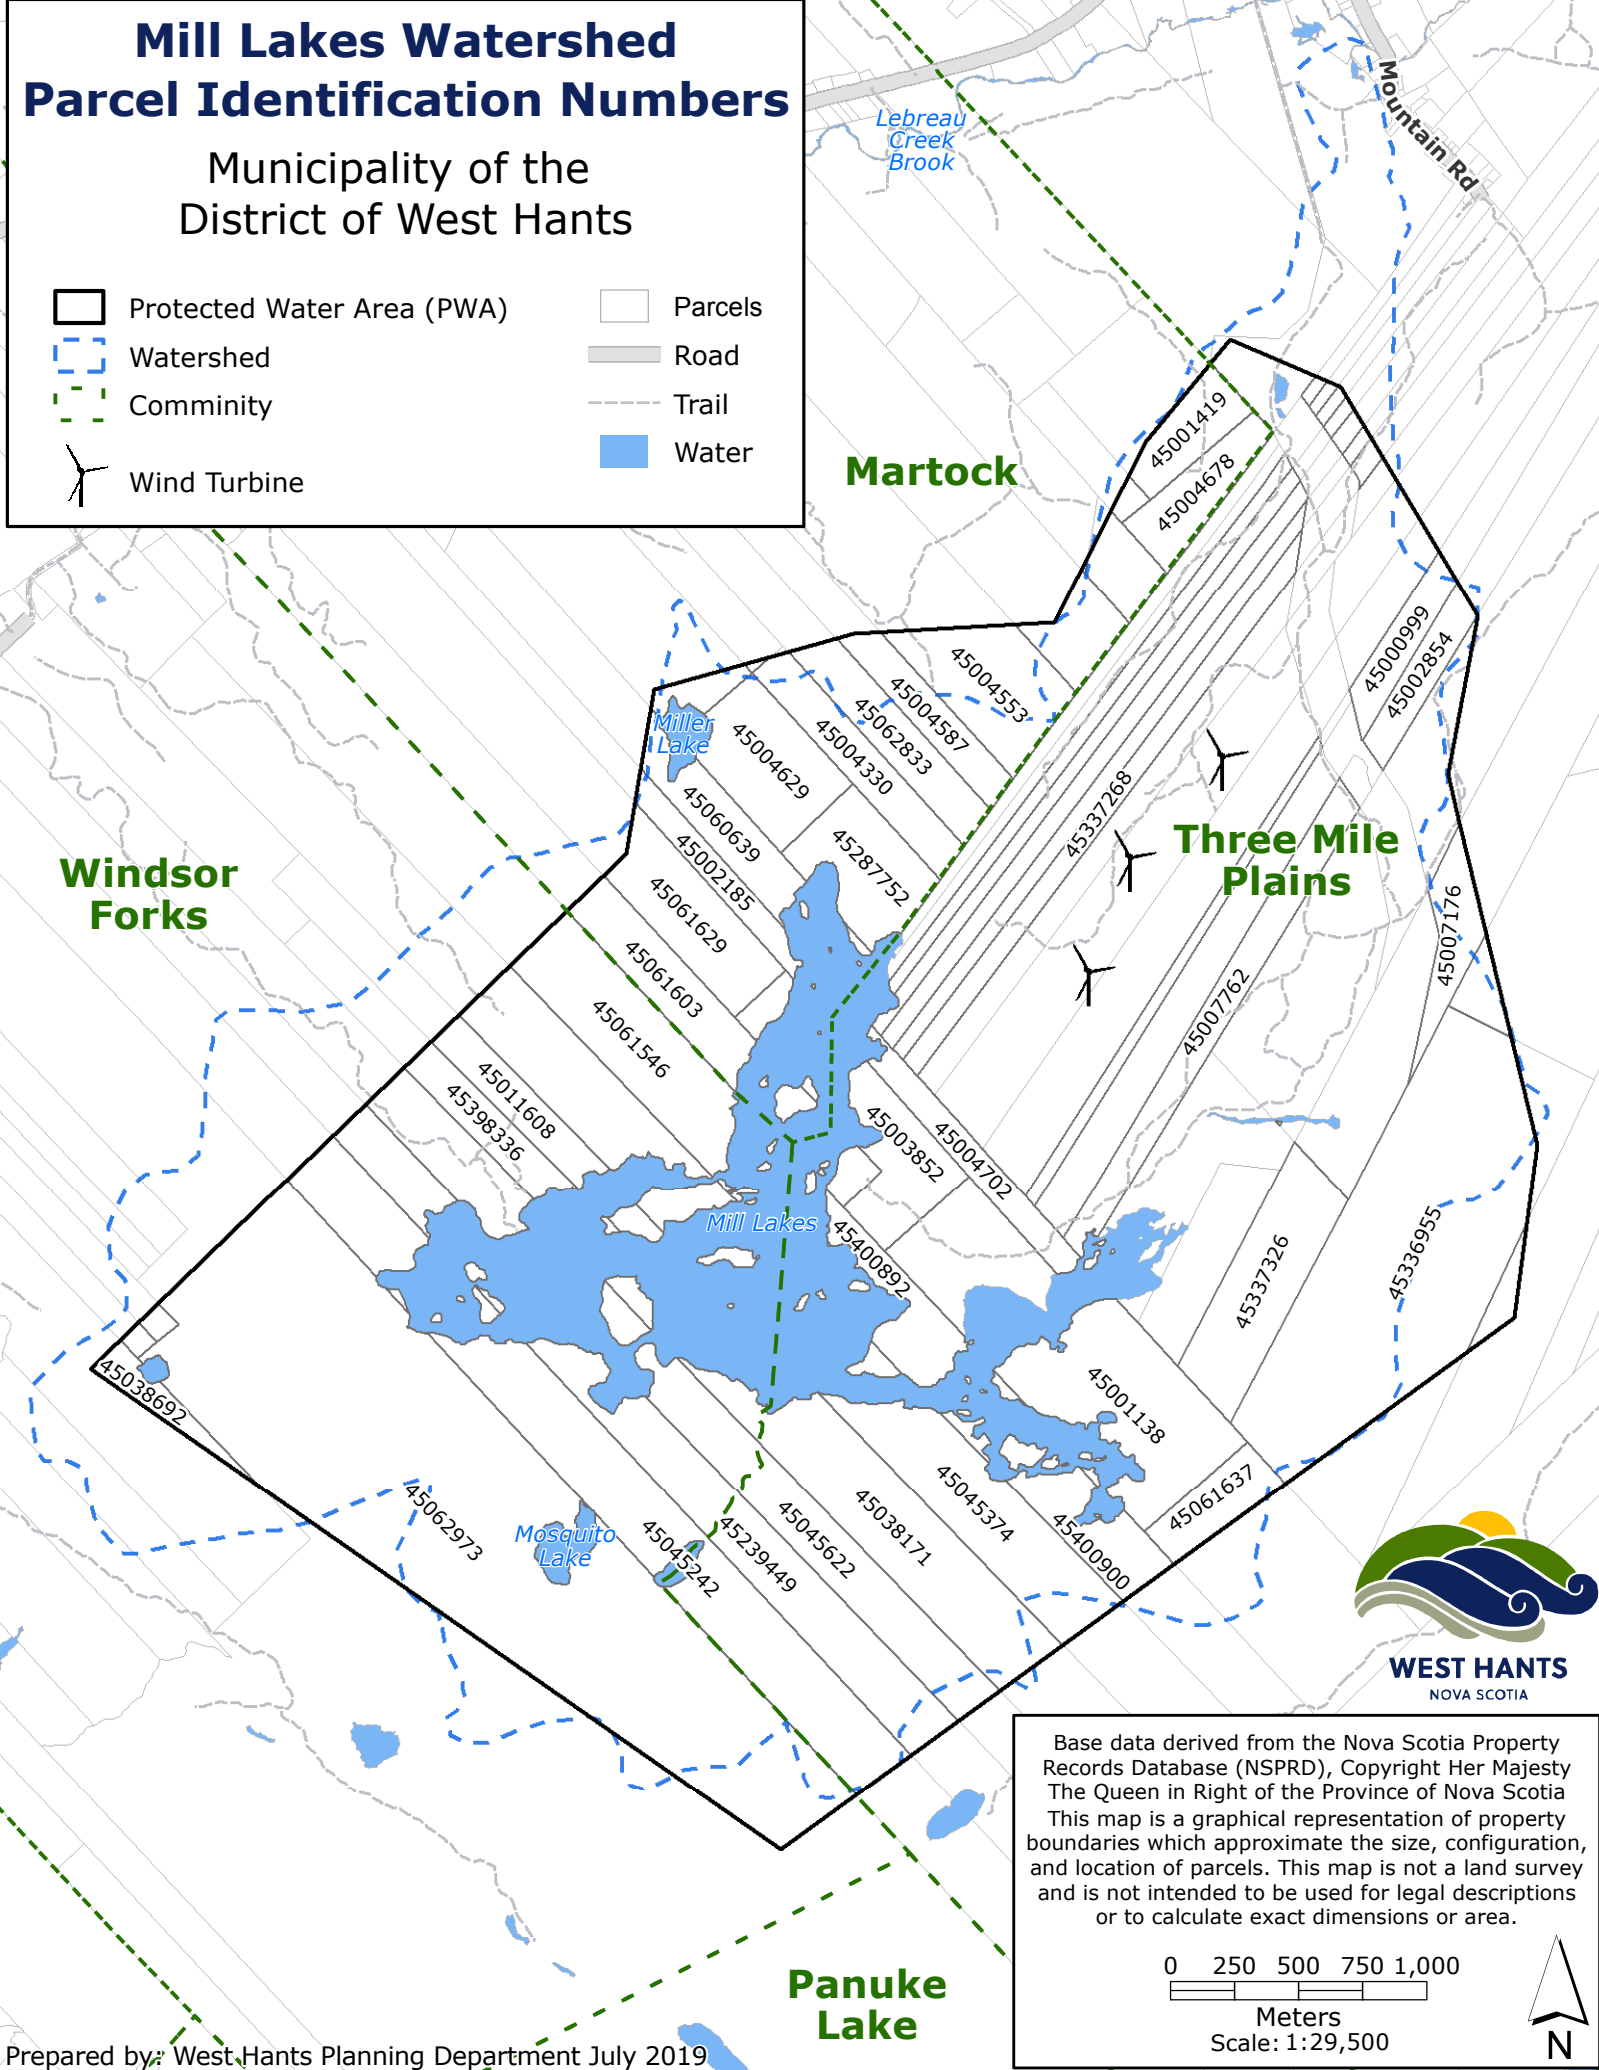 Mill Lakes Watershed
Parcel Identification Numbers
Municipality of the
District of West Hants
Protected Water Area (PWA)
Watershed
Comminity
Wind Turbine
Parcels
Road
Trail
Water
Lebreau
Creek
Brook
Mountain Rd
Martock
45001419
45004678
45000999
45002854
45004553
45004587
45062833
45004330
45004629
Miller
Lake
45060639
45002185
45287752
45061629
45061603
45061546
45337268
Three Mile
Plains
Windsor
Forks
45007176
45007762
45011608
45398336
45003852
45004702
Mill Lakes
45400892
45337326
45336955
45038692
45001138
45061637
45062973
Mosquito
Lake
45045242
45239449
45045622
45038171
45045374
45400900
WEST HANTS
NOVA SCOTIA
Base data derived from the Nova Scotia Property
Records Database (NSPRD), Copyright Her Majesty
The Queen in Right of the Province of Nova Scotia
This map is a graphical representation of property
boundaries which approximate the size, configuration,
and location of parcels. This map is not a land survey
and is not intended to be used for legal descriptions
or to calculate exact dimensions or area.
0 250 500 750 1,000
Meters
Scale: 1:29,500
N
Panuke
Lake
Prepared by: West Hants Planning Department July 2019